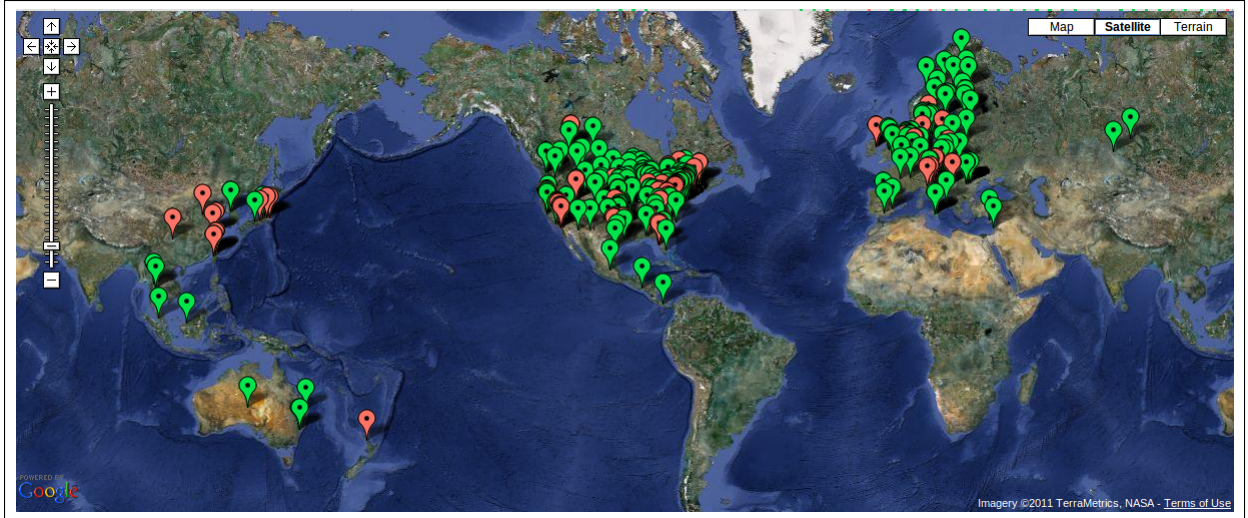 Map Satellite Terrain
POWERED BY
Google
Imagery ©2011 TerraMetrics, NASA - Terms of Use